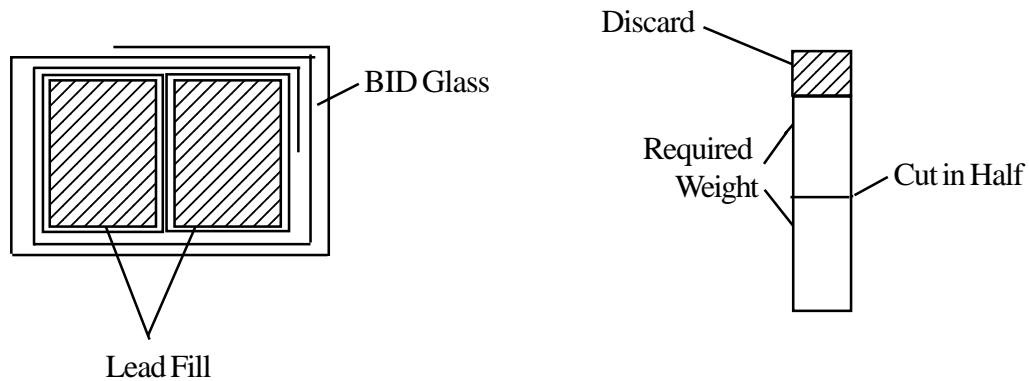 BID Glass
Lead Fill
Discard
Required
Weight
Cut in Half